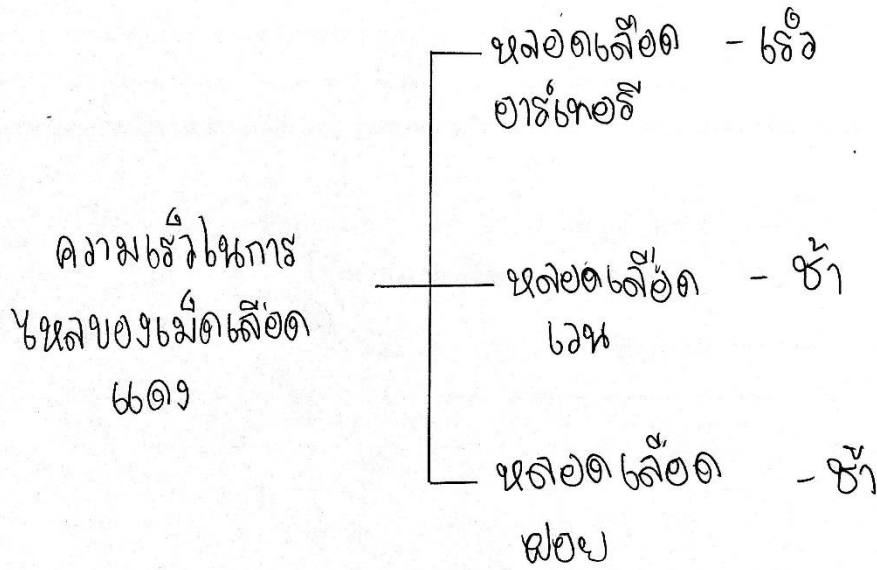 หลอดเลือด - เร็ว
อาร์เทอรี
ความเร็วในการ
ไหลของเม็ดเลือด
แดง
หลอดเลือด - ช้า
เวน
หลอดเลือด - ช้า
ฝอย